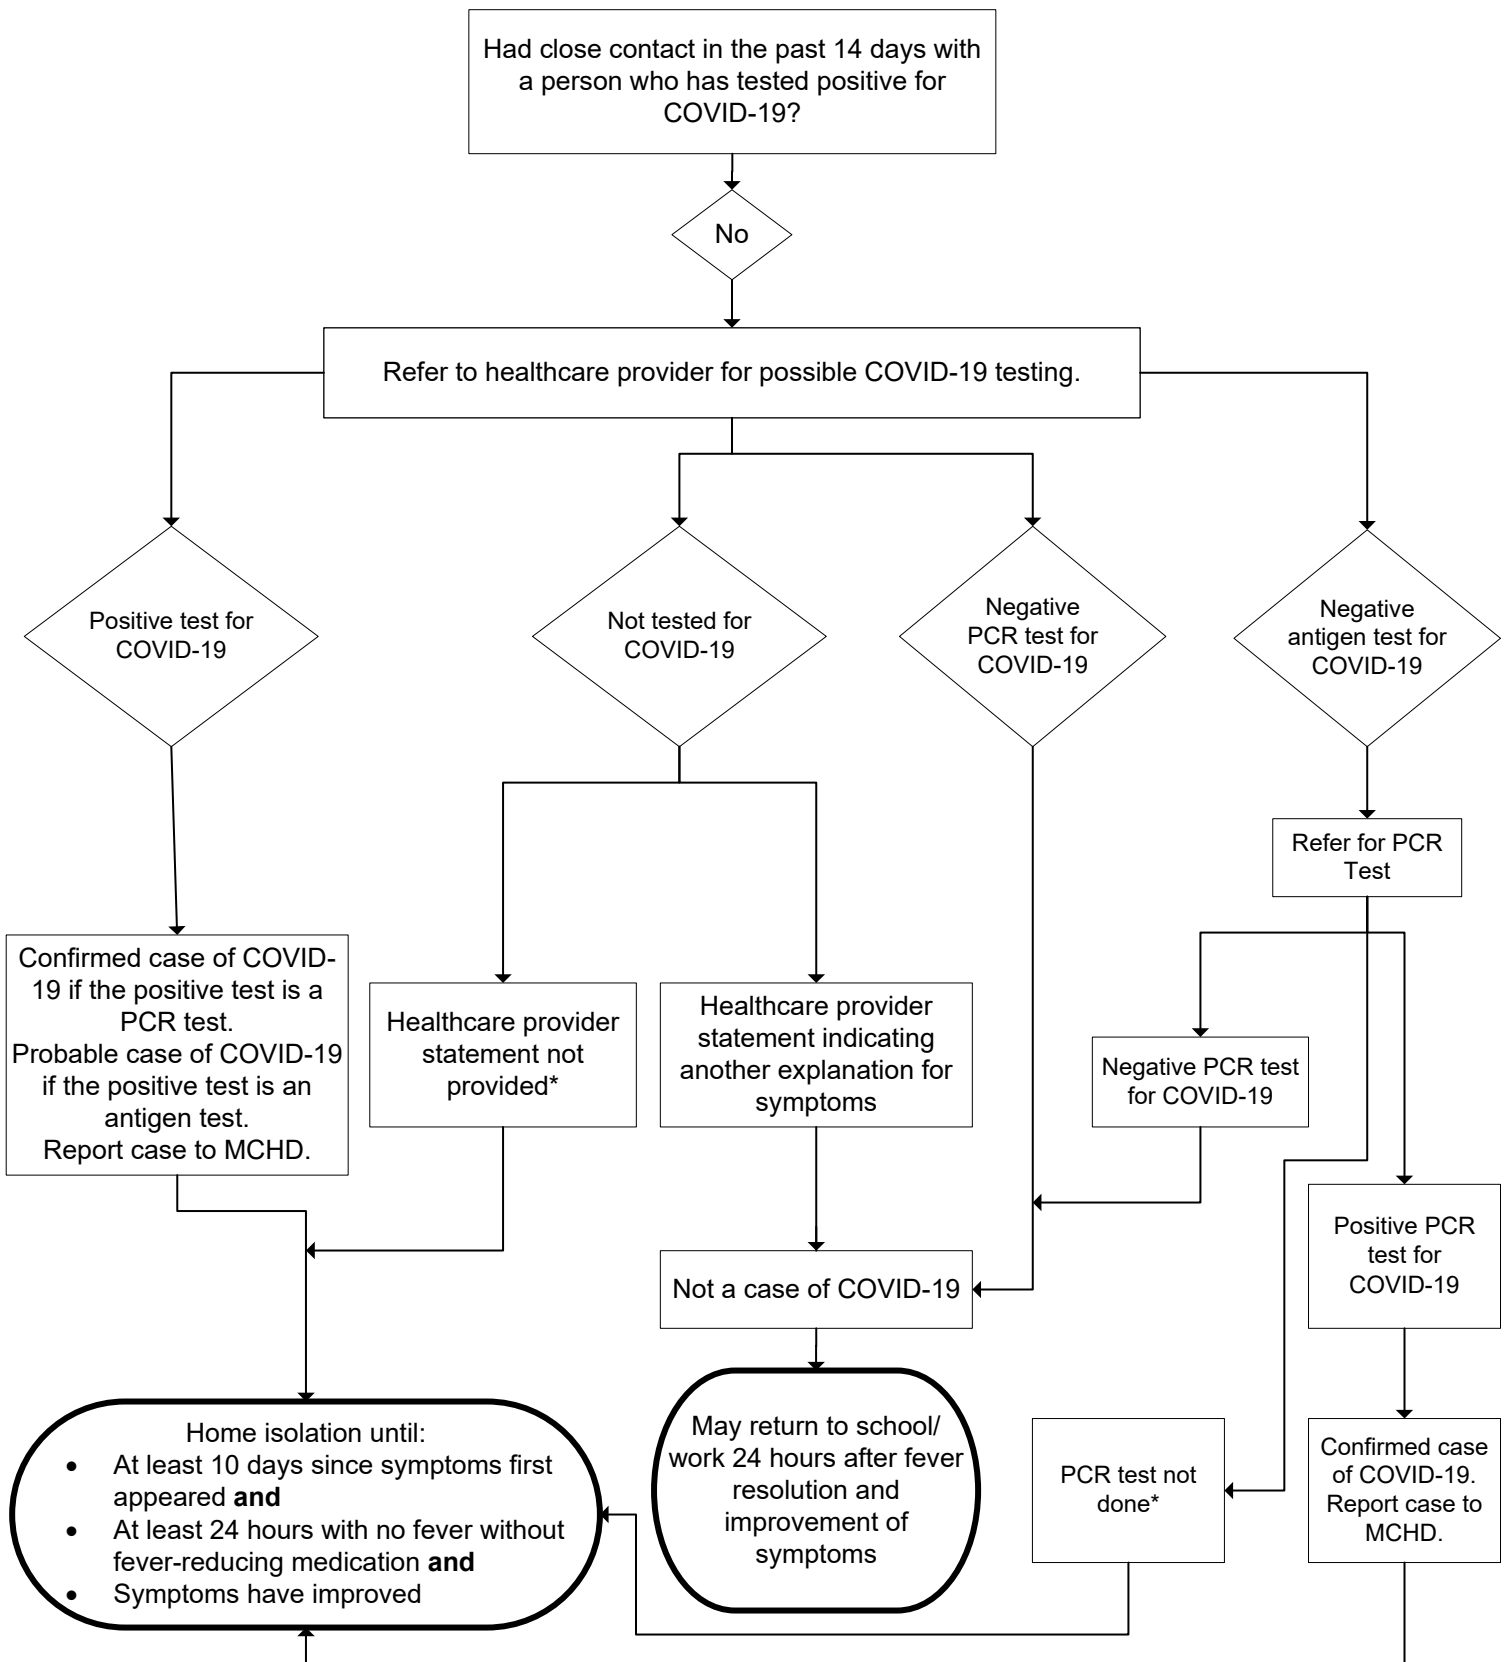 Had close contact in the past 14 days with
a person who has tested positive for
COVID-19?
No
Refer to healthcare provider for possible COVID-19 testing.
Positive test for
COVID-19
Not tested for
COVID-19
Negative
PCR test for
COVID-19
Negative
antigen test for
COVID-19
Refer for PCR
Test
Confirmed case of COVID-
19 if the positive test is a
PCR test.
Probable case of COVID-19
if the positive test is an
antigen test.
Report case to MCHD.
Healthcare provider
statement not
provided*
Healthcare provider
statement indicating
another explanation for
symptoms
Negative PCR test
for COVID-19
Positive PCR
test for
COVID-19
Not a case of COVID-19
Home isolation until:
• At least 10 days since symptoms first
appeared and
• At least 24 hours with no fever without
fever-reducing medication and
• Symptoms have improved
May return to school/
work 24 hours after fever
resolution and
improvement of
symptoms
PCR test not
done*
Confirmed case
of COVID-19.
Report case to
MCHD.